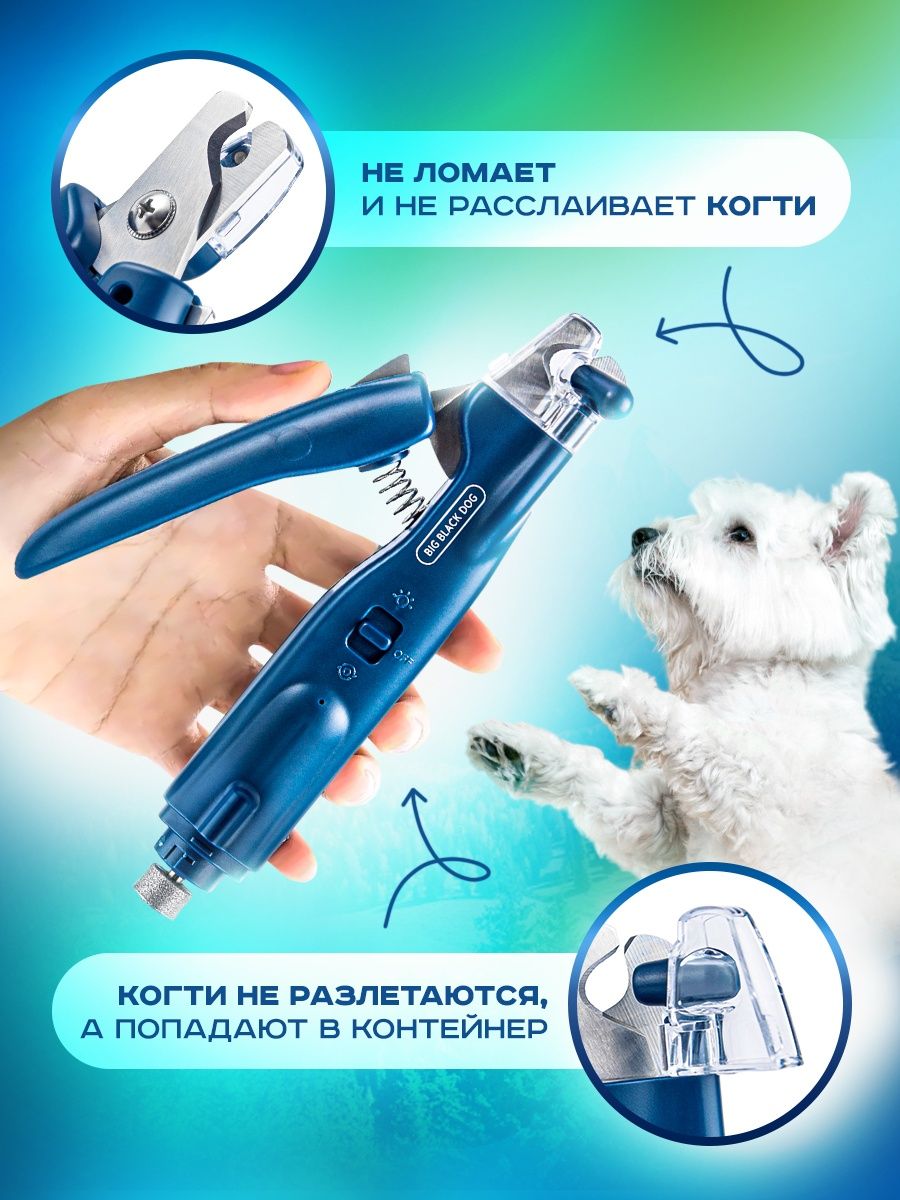 НЕ ЛОМАЕТ
И НЕ РАССЛАИВАЕТ КОГТИ
BIG BLACK DOG
OFF
КОГТИ НЕ РАЗЛЕТАЮТСЯ,
А ПОПАДАЮТ В КОНТЕЙНЕР